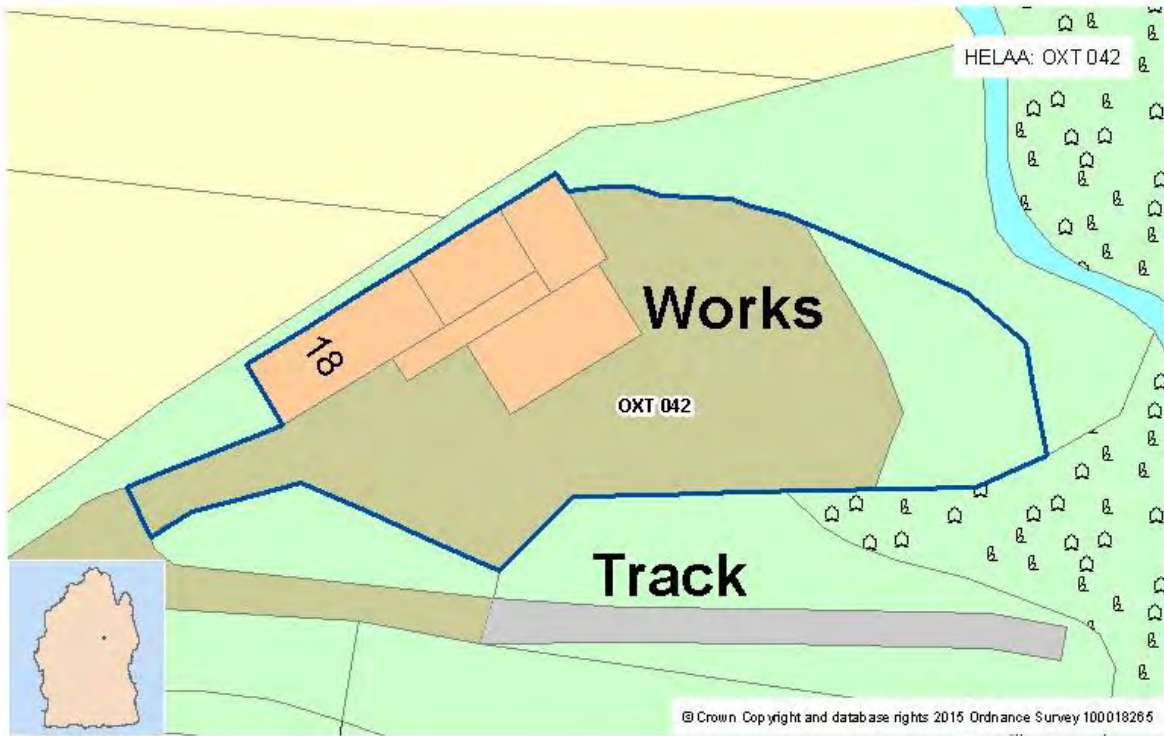 HELAA: OXT 042
Works
18
OXT 042
Track
© Crown Copyright and database rights 2015 Ordnance Survey 100018265